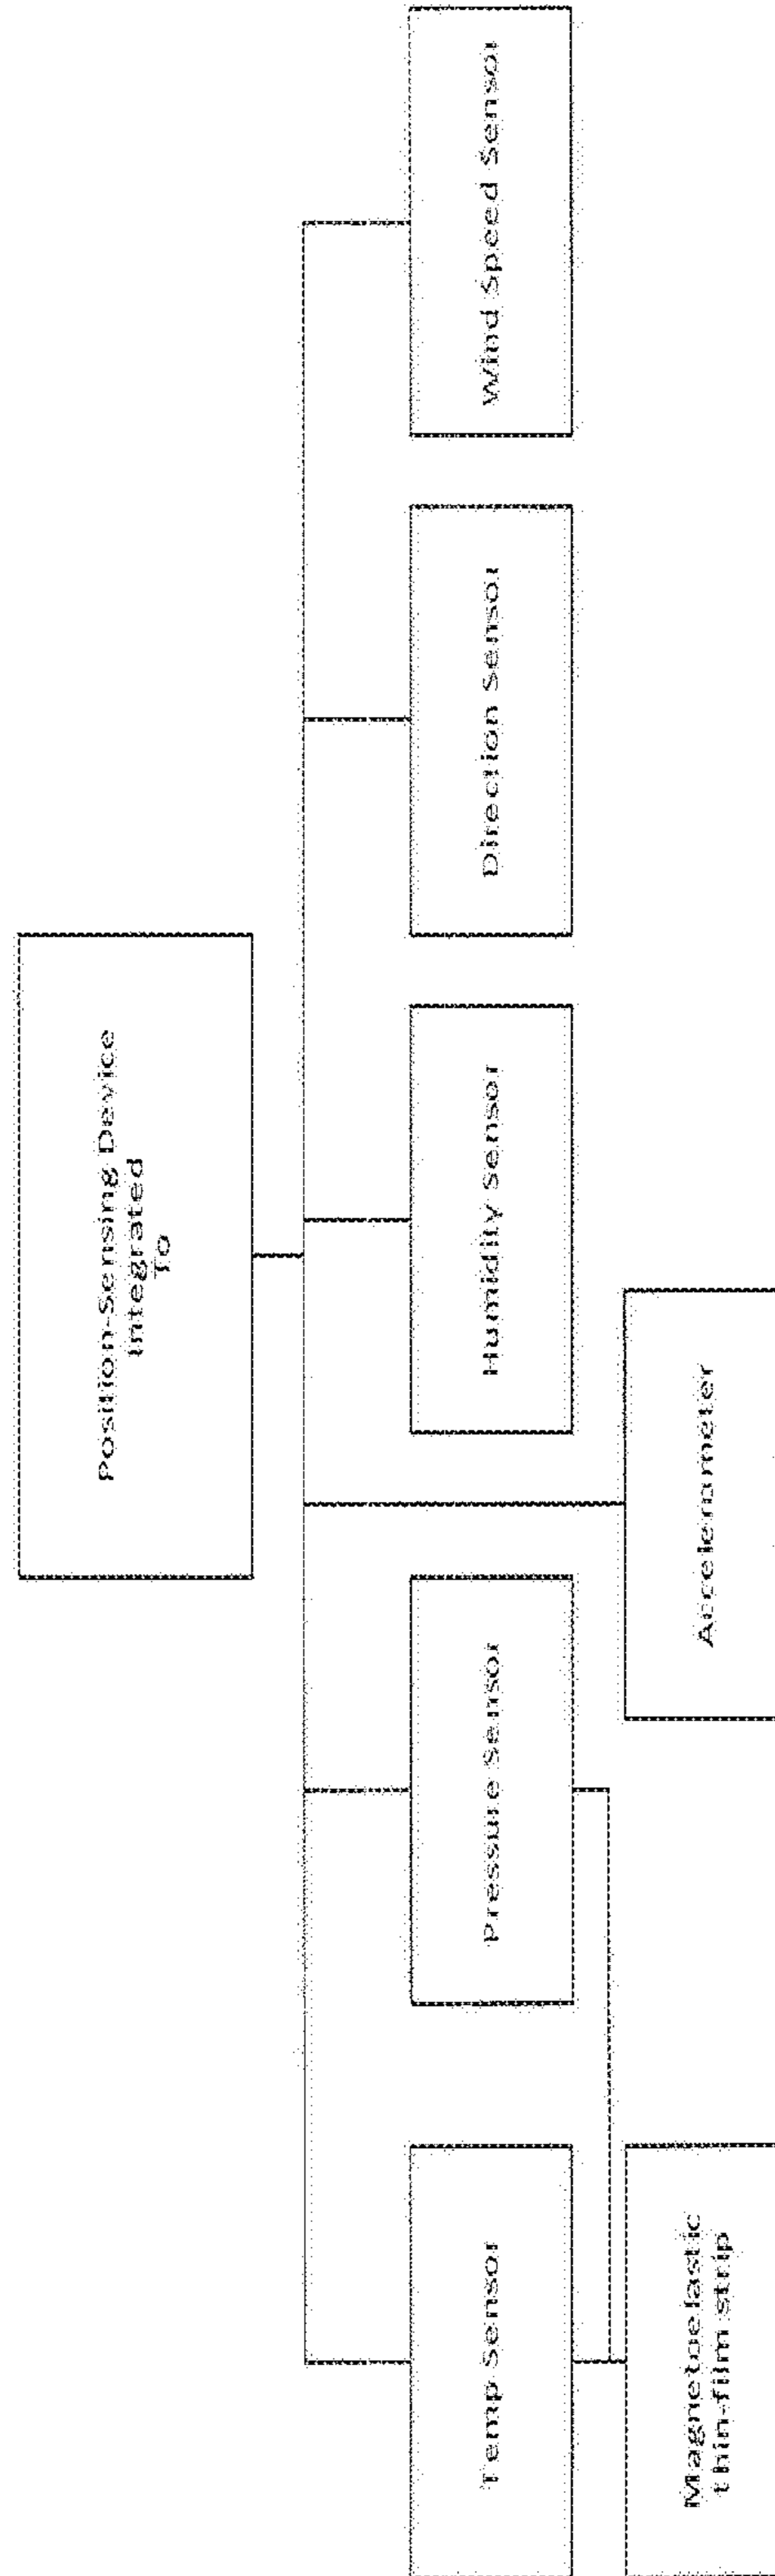 Position-Sensing Device
Integrated
To
Temp Sensor
Pressure Sensor
Humidity Sensor
Direction Sensor
Wind Speed Sensor
Magnetoelastic
thin-film strip
Accelerometer